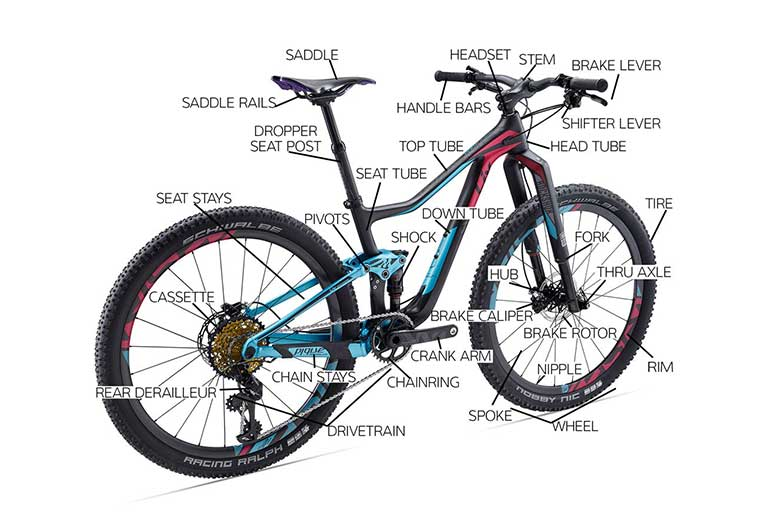 SADDLE
HEADSET
STEM
BRAKE LEVER
SADDLE RAILS
HANDLE BARS
SHIFTER LEVER
DROPPER
SEAT POST
TOP TUBE
HEAD TUBE
SEAT TUBE
SEAT STAYS
TIRE
PIVOTS
DOWN TUBE
SCHWALBE
SHOCK
FORK
HUB
THRU AXLE
CASSETTE
BRAKE CALIPER
BRAKE ROTOR
PIQUE
CRANK ARM
RIM
CHAIN STAYS
CHAINRING
NIPPLE
REAR DERAILLEUR
NOBBY NIC
SPOKE
WHEEL
DRIVETRAIN
RACING RALPH